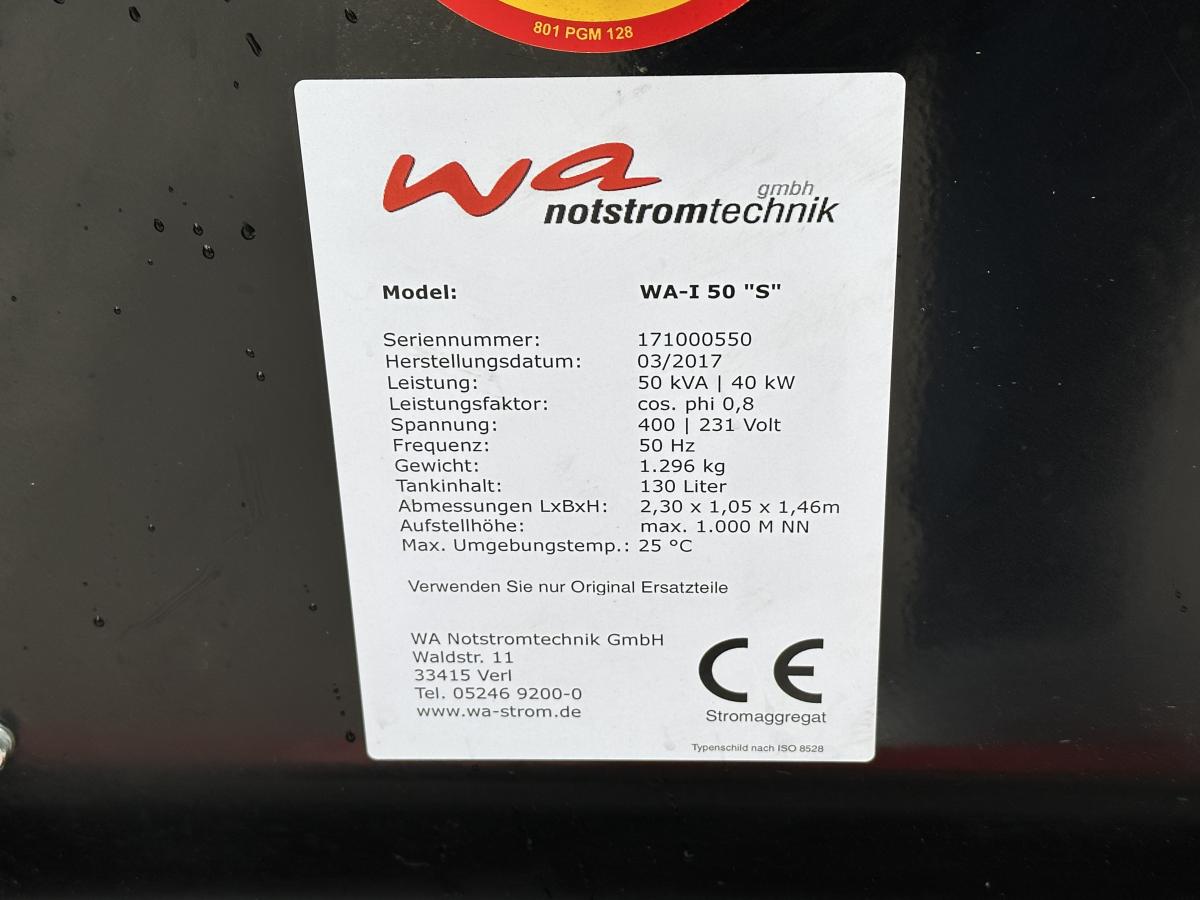 801 PGM 128
wa
gmbh
notstromtechnik
Model: WA-I 50 "S"
Seriennummer: 171000550
Herstellungsdatum: 03/2017
Leistung: 50 kVA | 40 kW
Leistungsfaktor: cos. phi 0,8
Spannung: 400 | 231 Volt
Frequenz: 50 Hz
Gewicht: 1.296 kg
Tankinhalt: 130 Liter
Abmessungen LxBxH: 2,30 x 1,05 x 1,46m
Aufstellhöhe: max. 1.000 M NN
Max. Umgebungstemp.: 25 °C
Verwenden Sie nur Original Ersatzteile
WA Notstromtechnik GmbH
Waldstr. 11
33415 Verl
Tel. 05246 9200-0
www.wa-strom.de
CE
Stromaggregat
Typenschild nach ISO 8528